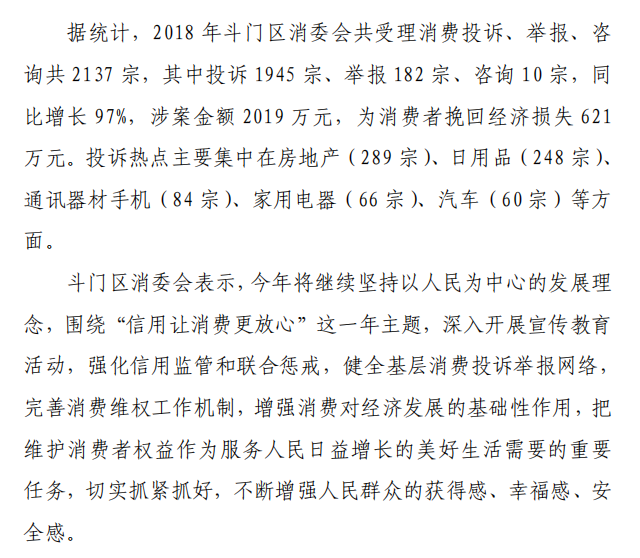 据统计，2018 年斗门区消委会共受理消费投诉、举报、咨
询共 2137 宗，其中投诉 1945 宗、举报 182 宗、咨询 10 宗，同
比增长 97%，涉案金额 2019 万元，为消费者挽回经济损失 621
万元。投诉热点主要集中在房地产（289 宗）、日用品（248 宗）、
通讯器材手机（84 宗）、家用电器（66 宗）、汽车（60 宗）等方
面。
斗门区消委会表示，今年将继续坚持以人民为中心的发展理
念，围绕“信用让消费更放心”这一年主题，深入开展宣传教育
活动，强化信用监管和联合惩戒，健全基层消费投诉举报网络，
完善消费维权工作机制，增强消费对经济发展的基础性作用，把
维护消费者权益作为服务人民日益增长的美好生活需要的重要
任务，切实抓紧抓好，不断增强人民群众的获得感、幸福感、安
全感。